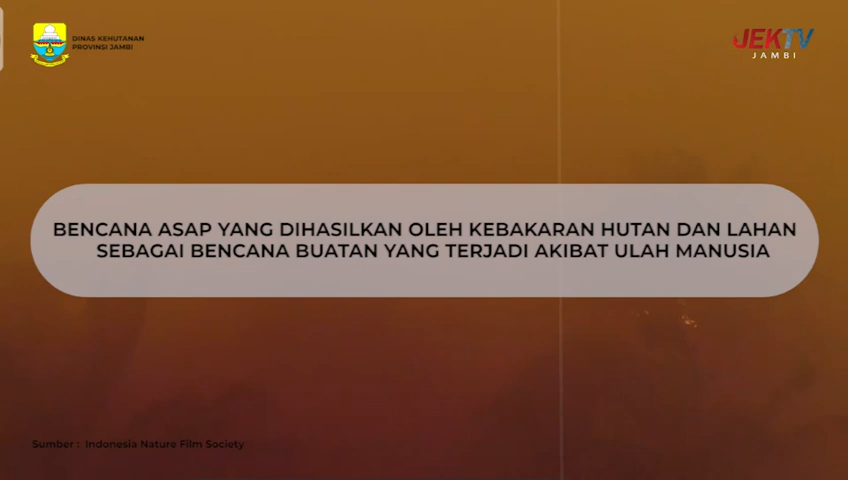 DINAS KEHUTANAN
PROVINSI JAMBI
JEKTV
JAMBI
BENCANA ASAP YANG DIHASILKAN OLEH KEBAKARAN HUTAN DAN LAHAN
SEBAGAI BENCANA BUATAN YANG TERJADI AKIBAT ULAH MANUSIA
Sumber : Indonesia Nature Film Society